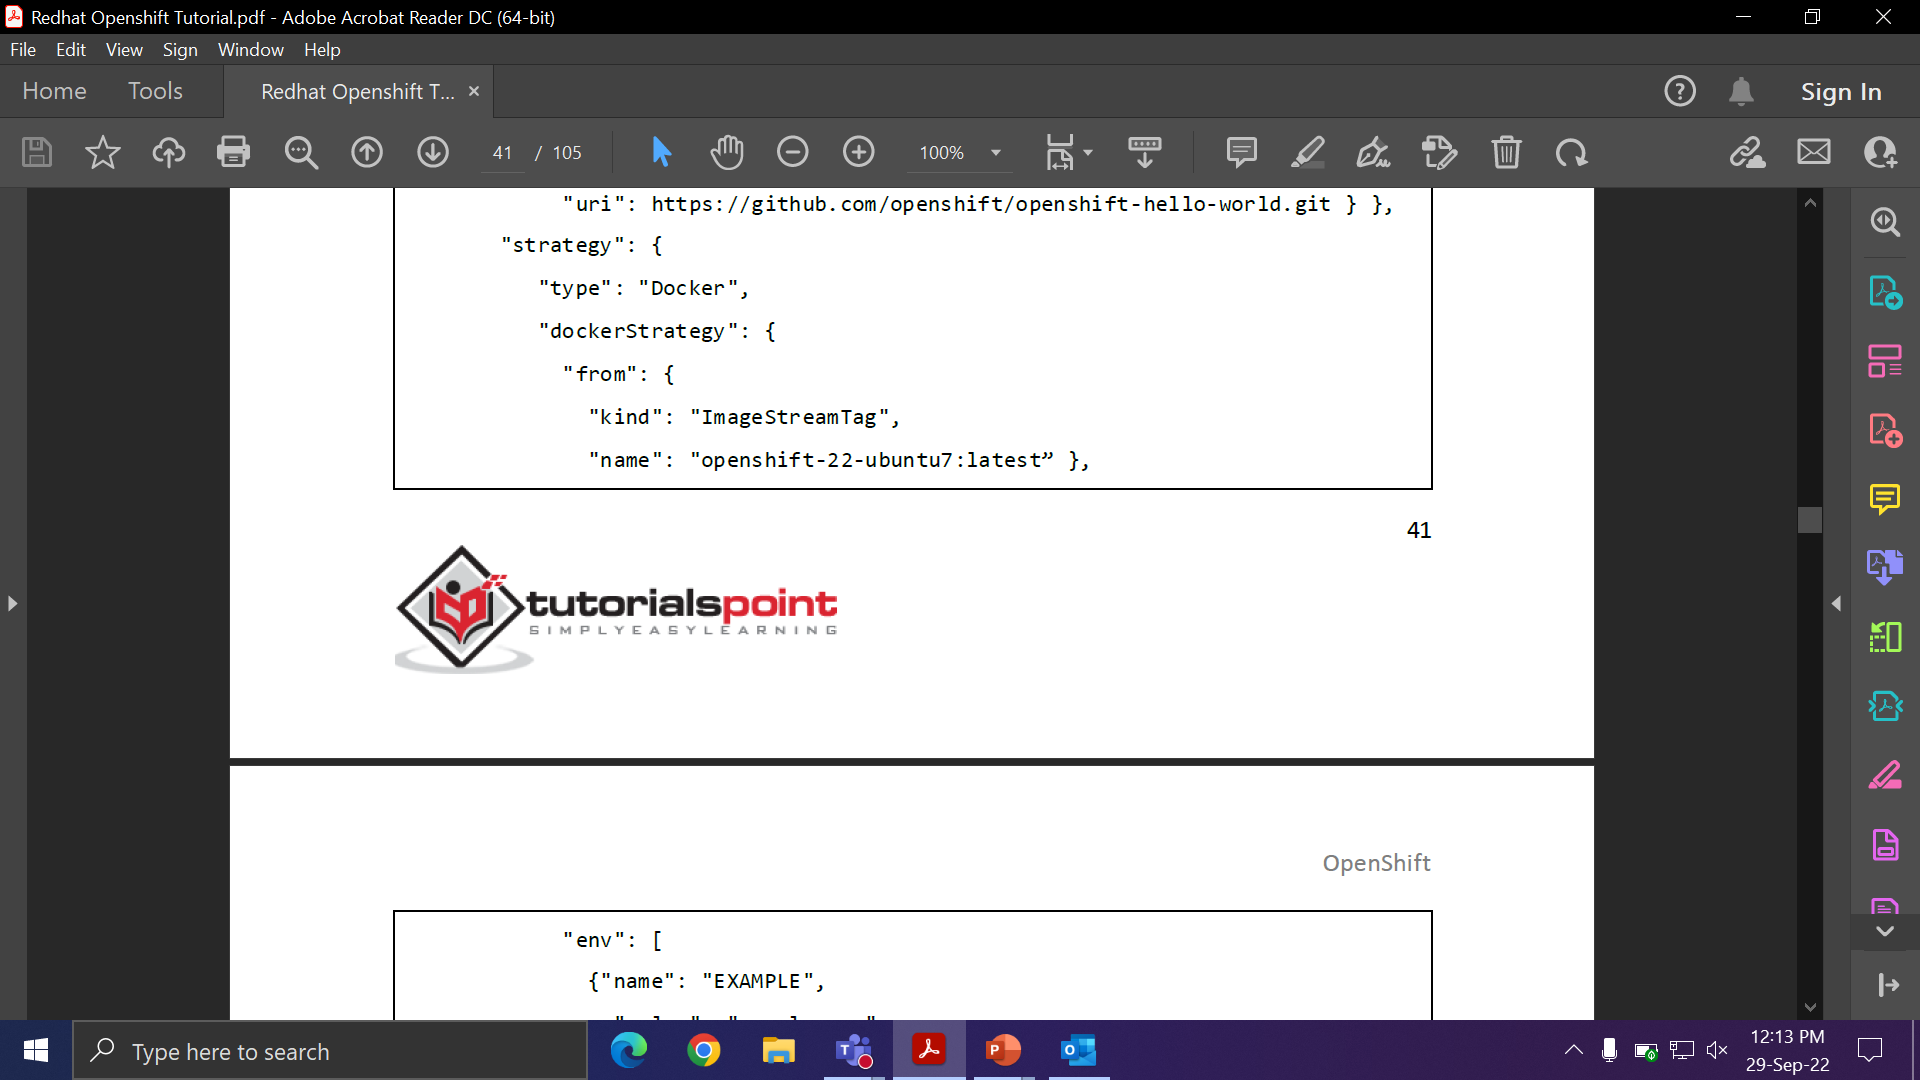 Redhat Openshift Tutorial.pdf - Adobe Acrobat Reader DC (64-bit)
File Edit View Sign Window Help
Home Tools Redhat Openshift T... × Sign In
41 / 105 100%
"uri": https://github.com/openshift/openshift-hello-world.git } },
"strategy": {
"type": "Docker",
"dockerStrategy": {
"from": {
"kind": "ImageStreamTag",
"name": "openshift-22-ubuntu7:latest” },
41
tutorialspoint
SIMPLYEASYLEARNING
OpenShift
"env": [
{"name": "EXAMPLE",
Type here to search
12:13 PM
29-Sep-22